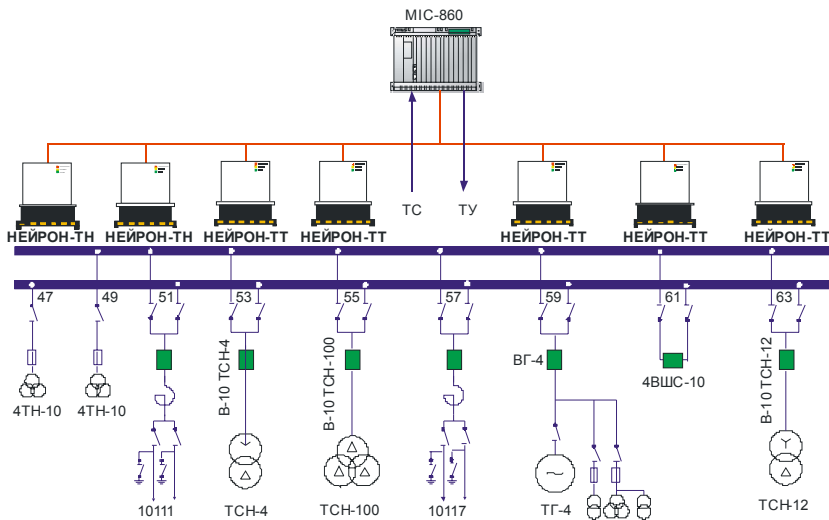 MIC-860
ТС
ТУ
НЕЙРОН-ТН
НЕЙРОН-ТН
НЕЙРОН-ТТ
НЕЙРОН-ТТ
НЕЙРОН-ТТ
НЕЙРОН-ТТ
НЕЙРОН-ТТ
47
49
51
53
55
57
59
61
63
В-10 ТСН-4
В-10 ТСН-100
ВГ-4
4ВШС-10
В-10 ТСН-12
4ТН-10
4ТН-10
10111
ТСН-4
ТСН-100
10117
ТГ-4
ТСН-12